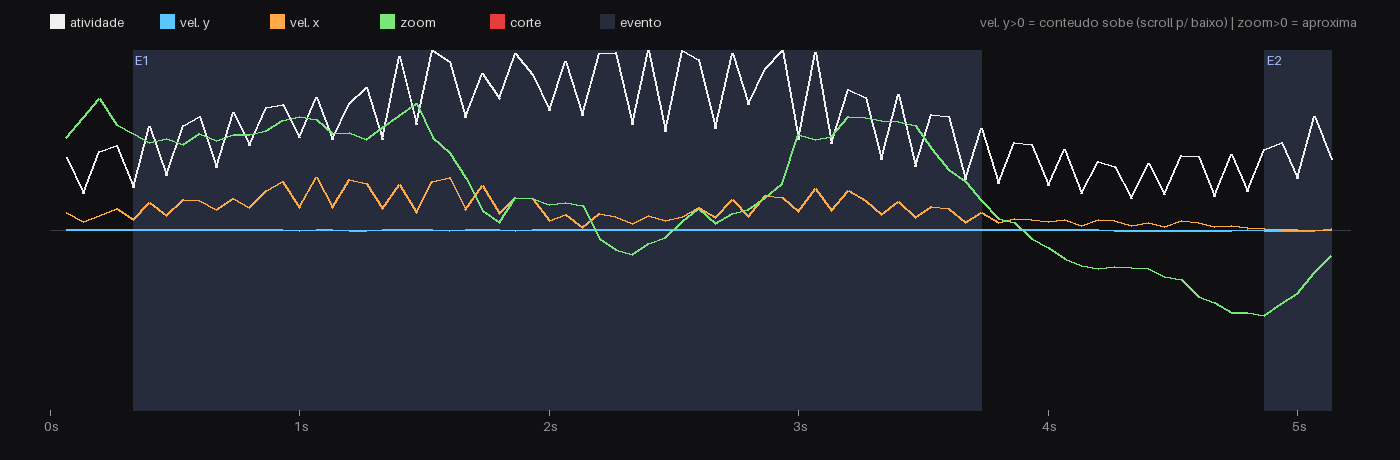 atividade vel. y vel. x zoom corte evento vel. y>0 = conteudo sobe (scroll p/ baixo) | zoom>0 = aproxima
E1 E2
0s 1s 2s 3s 4s 5s